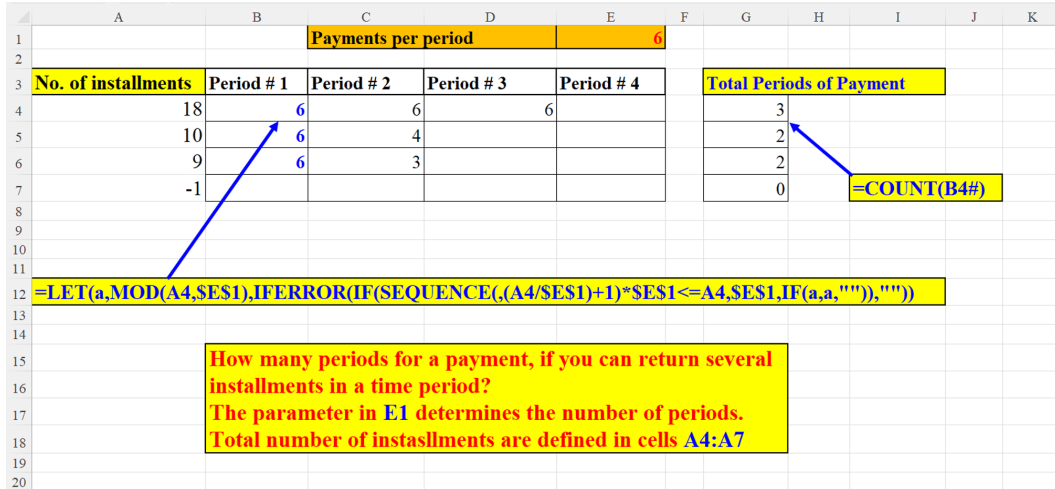 A B C D E F G H I J K
1 Payments per period 6
2
3 No. of installments Period # 1 Period # 2 Period # 3 Period # 4 Total Periods of Payment
4 18 6 6 6 3
5 10 6 4 2
6 9 6 3 2
7 -1 0 =COUNT(B4#)
8
9
10
11
12 =LET(a,MOD(A4,$E$1),IFERROR(IF(SEQUENCE(,(A4/$E$1)+1)*$E$1<=A4,$E$1,IF(a,a,"")),""))
13
14
15 How many periods for a payment, if you can return several
16 installments in a time period?
17 The parameter in E1 determines the number of periods.
18 Total number of instasllments are defined in cells A4:A7
19
20